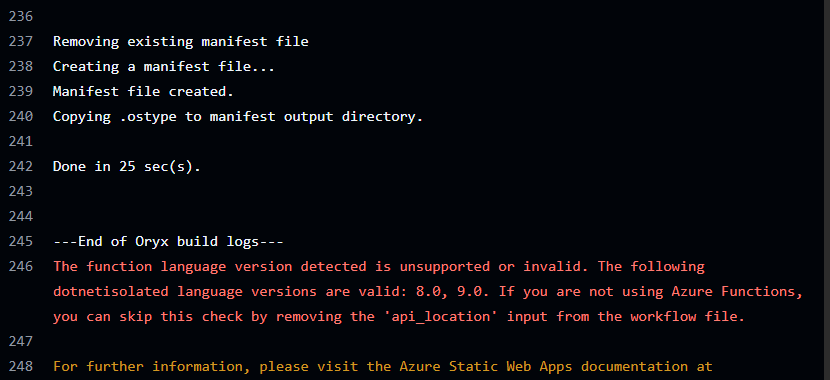 236
237 Removing existing manifest file
238 Creating a manifest file...
239 Manifest file created.
240 Copying .ostype to manifest output directory.
241
242 Done in 25 sec(s).
243
244
245 ---End of Oryx build logs---
246 The function language version detected is unsupported or invalid. The following
dotnetisolated language versions are valid: 8.0, 9.0. If you are not using Azure Functions,
you can skip this check by removing the 'api_location' input from the workflow file.
247
248 For further information, please visit the Azure Static Web Apps documentation at